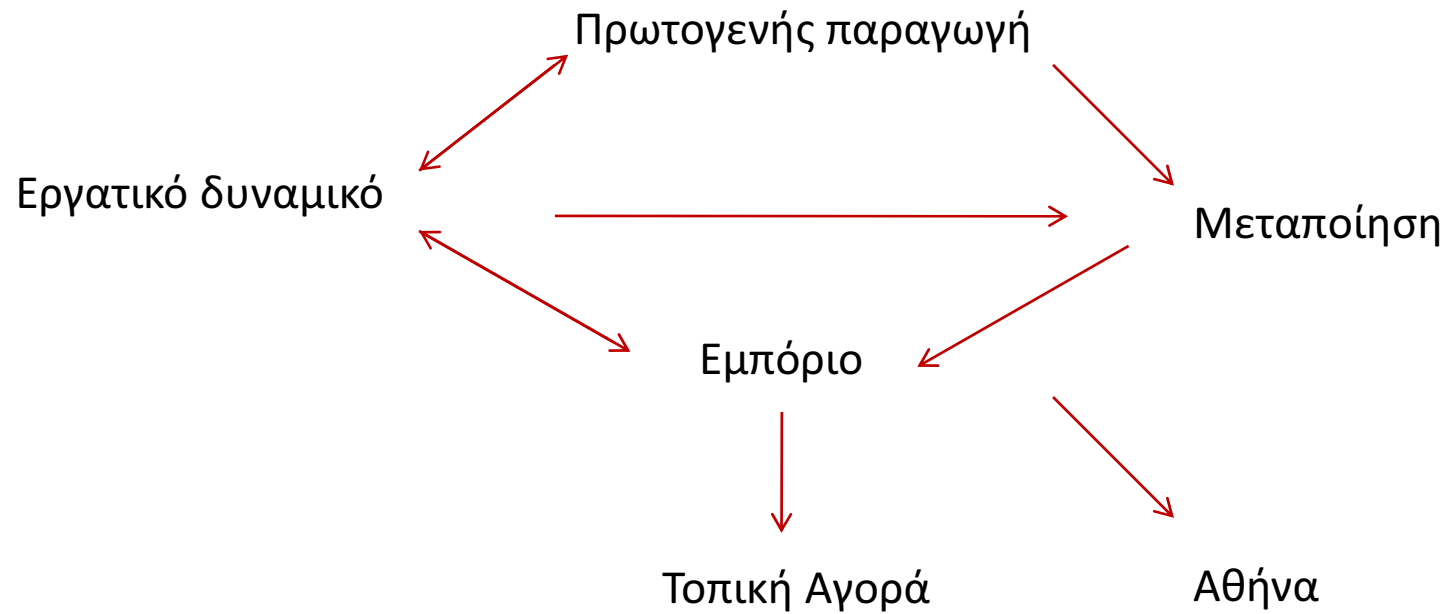 Πρωτογενής παραγωγή
Εργατικό δυναμικό
Μεταποίηση
Εμπόριο
Τοπική Αγορά
Αθήνα